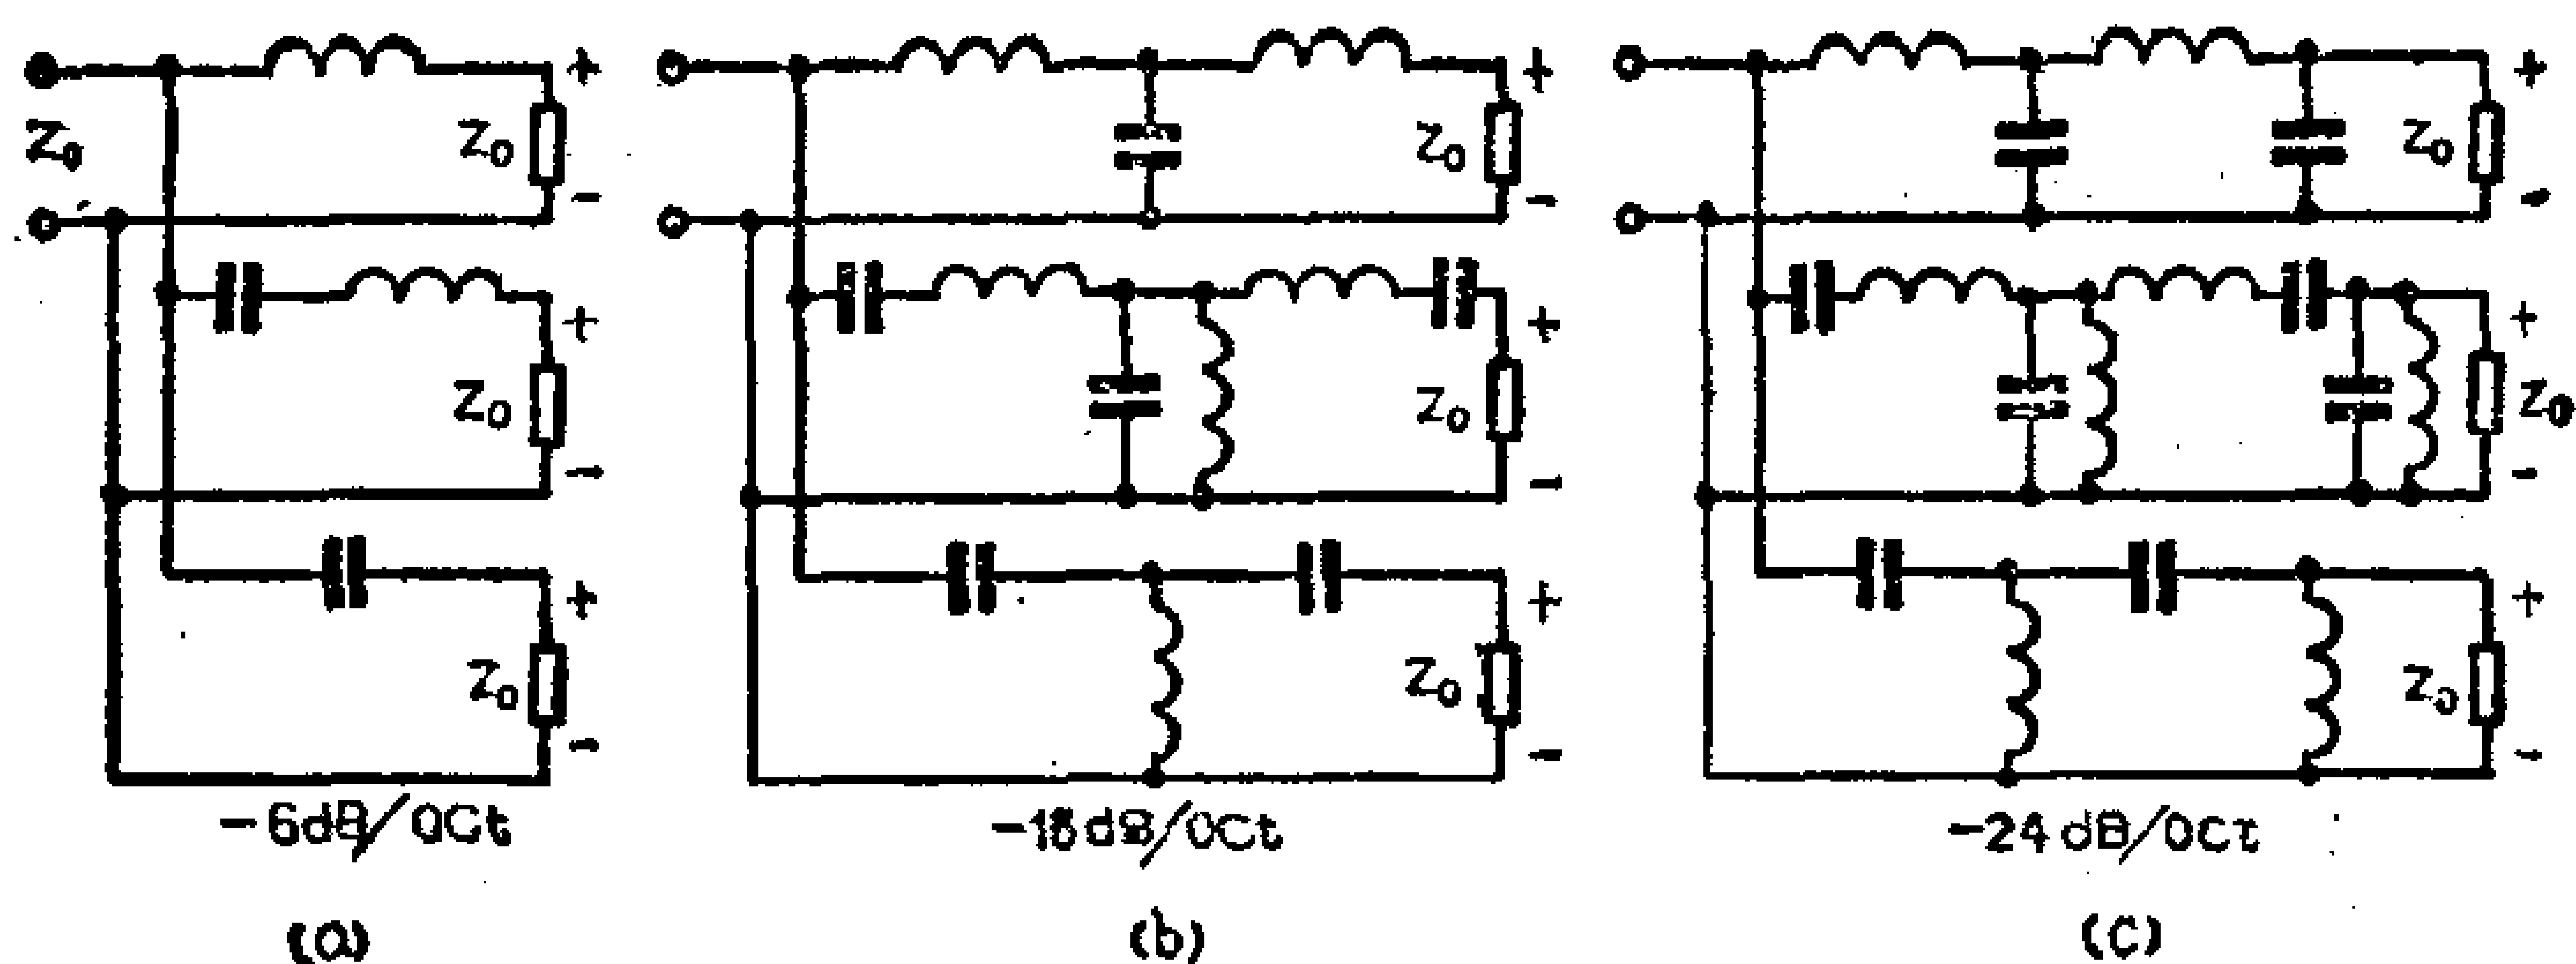 Z₀
Z₀ + -
Z₀ + -
Z₀ + -
-6dB/OCt
(a)
Z₀ + -
Z₀ + -
Z₀ + -
-18dB/OCt
(b)
Z₀ + -
Z₀ + -
Z₀ + -
-24dB/OCt
(c)